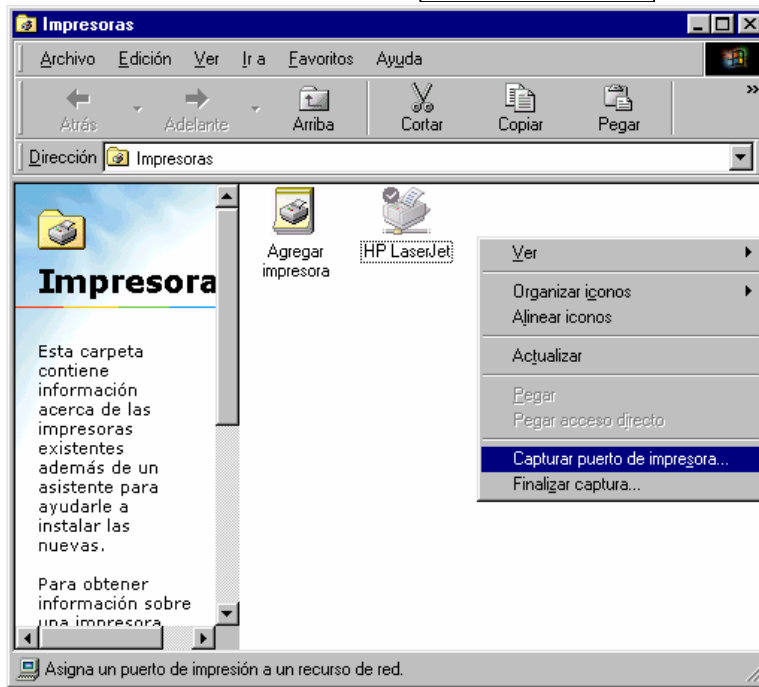 Impresoras
Archivo Edición Ver Ir a Favoritos Ayuda
Atrás Adelante Arriba Cortar Copiar Pegar »
Dirección Impresoras
Agregar impresora
HP LaserJet
Impresora
Esta carpeta
contiene
información
acerca de las
impresoras
existentes
además de un
asistente para
ayudarle a
instalar las
nuevas.
Para obtener
información sobre
una impresora
Ver
Organizar iconos
Alinear iconos
Actualizar
Pegar
Pegar acceso directo
Capturar puerto de impresora...
Finalizar captura...
Asigna un puerto de impresión a un recurso de red.